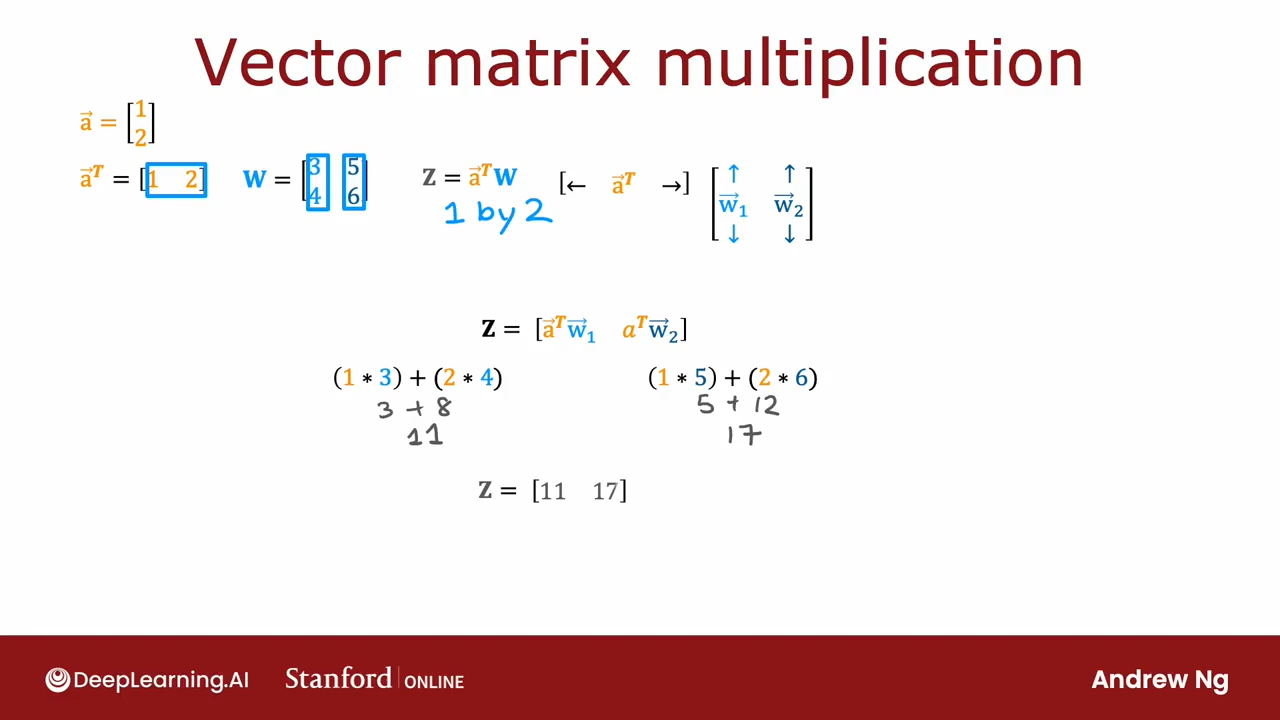 Vector matrix multiplication
a⃗ = [1
2]
a⃗ᵀ = [1 2] W = [3 5
4 6] Z = a⃗ᵀW [← a⃗ᵀ →] [↑ ↑
w⃗₁ w⃗₂
↓ ↓]
1 by 2
Z = [a⃗ᵀw⃗₁ aᵀw⃗₂]
(1 * 3) + (2 * 4) (1 * 5) + (2 * 6)
3 + 8 5 + 12
11 17
Z = [11 17]
DeepLearning.AI Stanford | ONLINE Andrew Ng